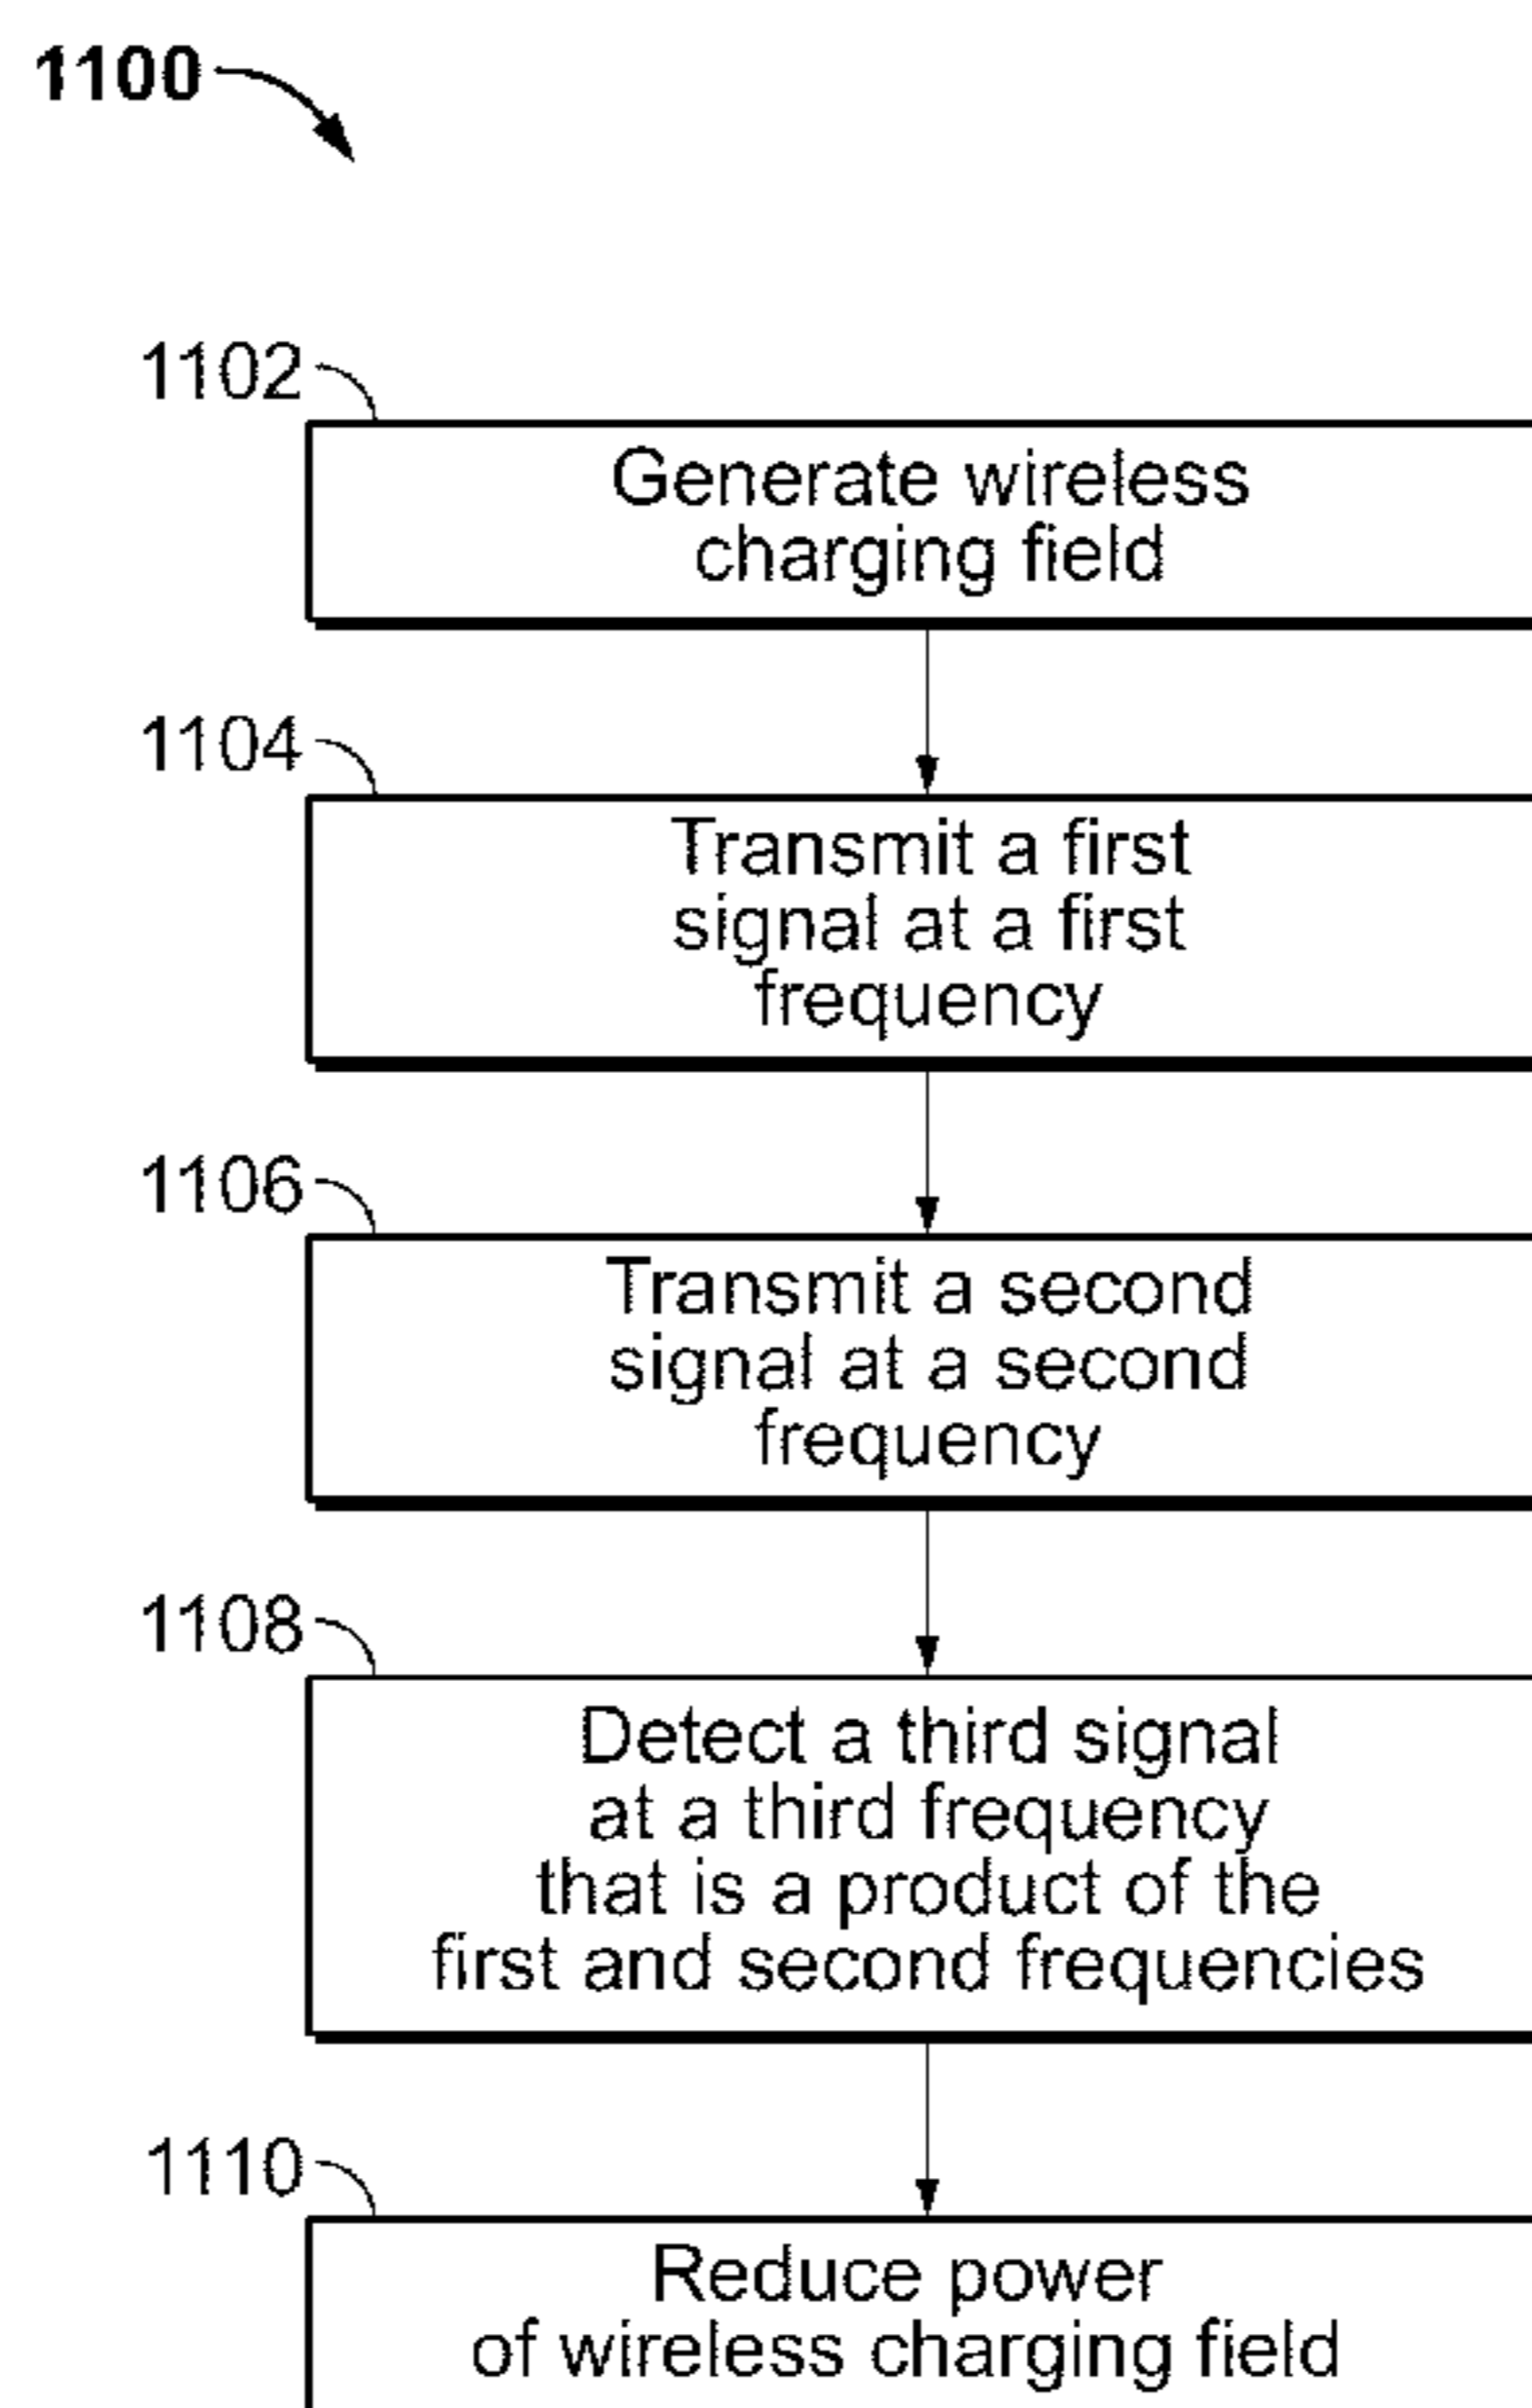 1100
1102
Generate wireless
charging field
1104
Transmit a first
signal at a first
frequency
1106
Transmit a second
signal at a second
frequency
1108
Detect a third signal
at a third frequency
that is a product of the
first and second frequencies
1110
Reduce power
of wireless charging field